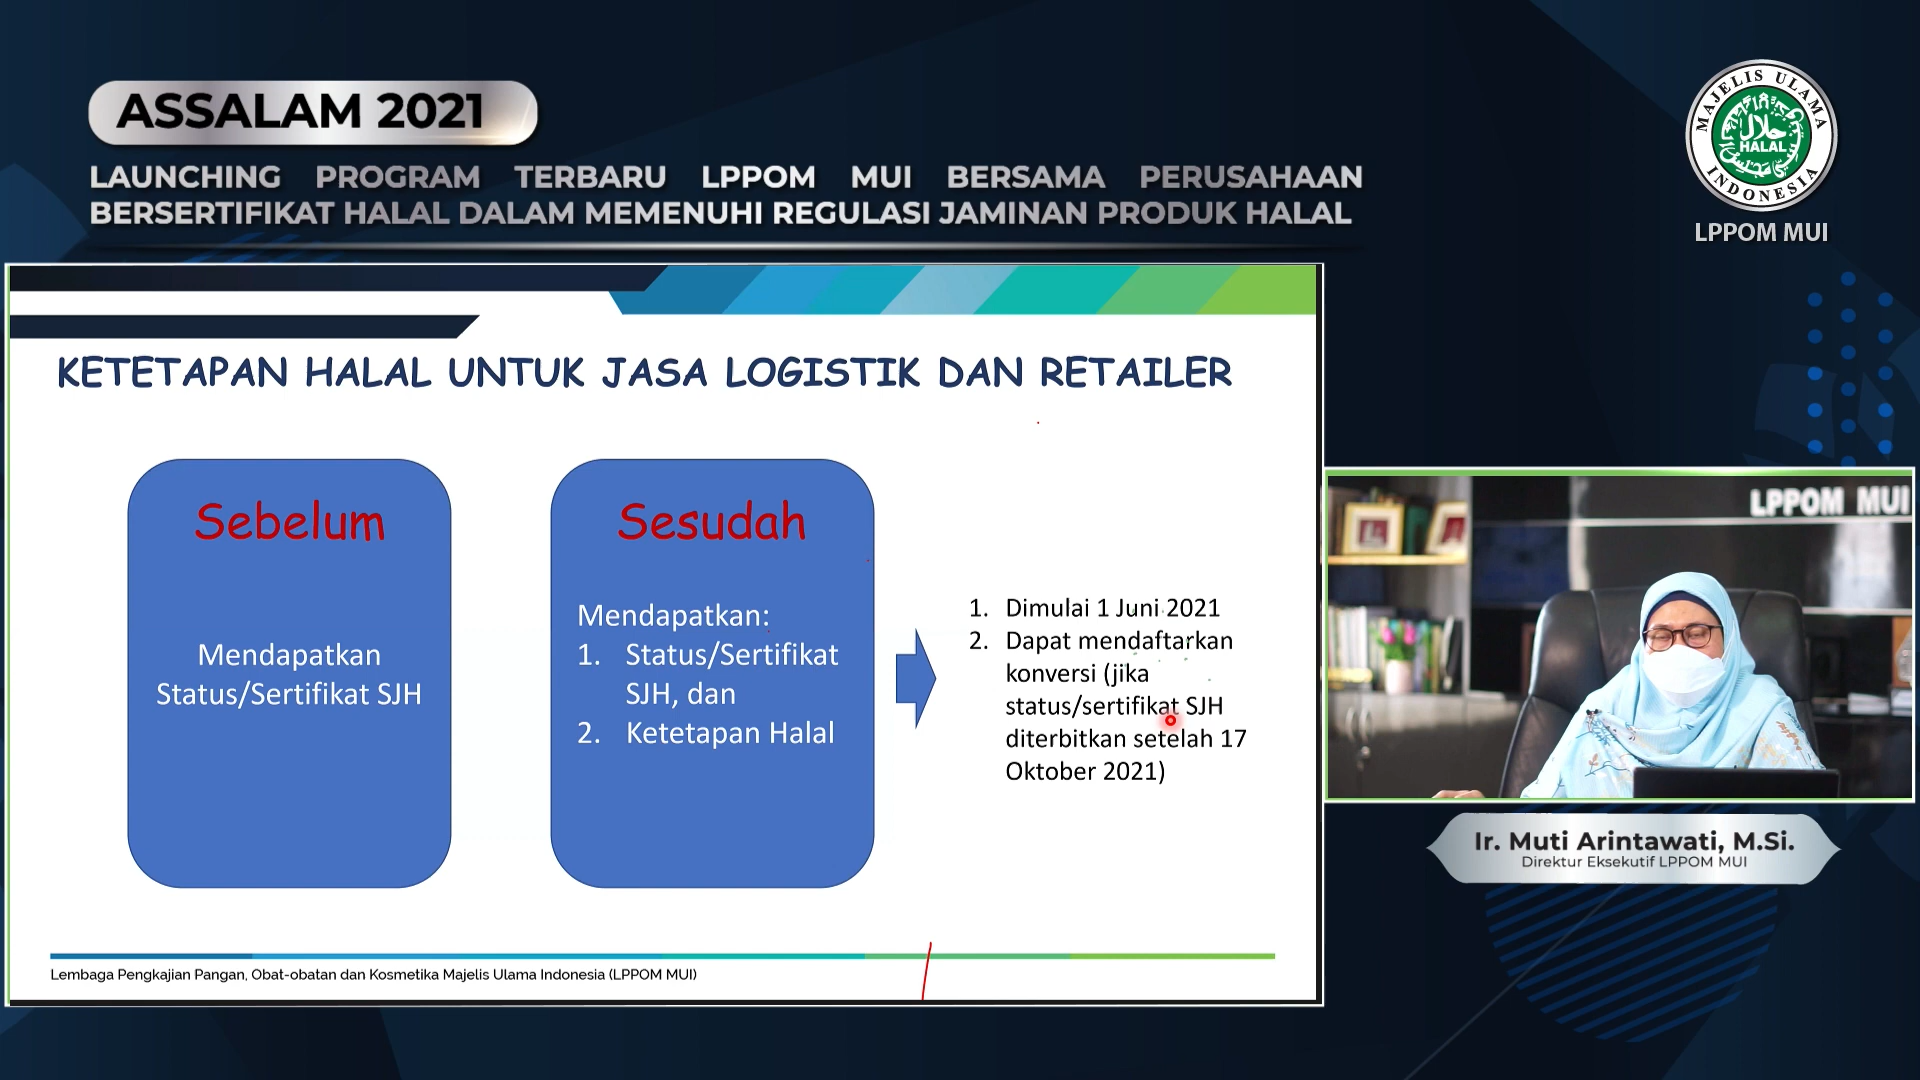 ASSALAM 2021
LAUNCHING PROGRAM TERBARU LPPOM MUI BERSAMA PERUSAHAAN
BERSERTIFIKAT HALAL DALAM MEMENUHI REGULASI JAMINAN PRODUK HALAL
MAJELIS ULAMA
حلال
HALAL
INDONESIA
LPPOM MUI
KETETAPAN HALAL UNTUK JASA LOGISTIK DAN RETAILER
Sebelum
Mendapatkan
Status/Sertifikat SJH
Sesudah
Mendapatkan:
1. Status/Sertifikat
SJH, dan
2. Ketetapan Halal
1. Dimulai 1 Juni 2021
2. Dapat mendaftarkan
konversi (jika
status/sertifikat SJH
diterbitkan setelah 17
Oktober 2021)
Lembaga Pengkajian Pangan, Obat-obatan dan Kosmetika Majelis Ulama Indonesia (LPPOM MUI)
LPPOM MUI
Ir. Muti Arintawati, M.Si.
Direktur Eksekutif LPPOM MUI